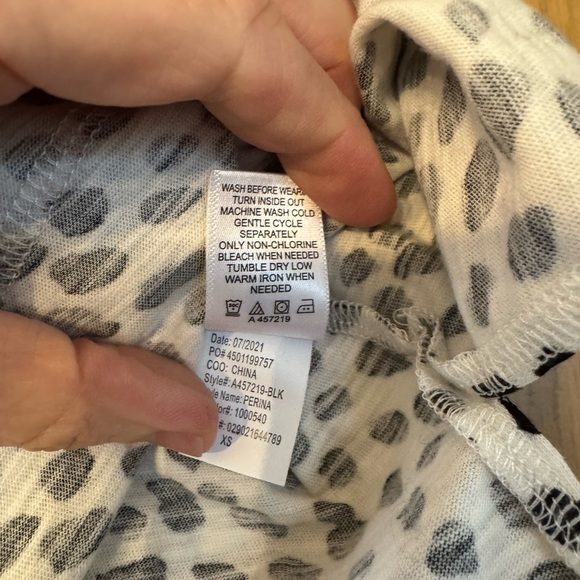 WASH BEFORE WEAR
TURN INSIDE OUT
MACHINE WASH COLD
GENTLE CYCLE
SEPARATELY
ONLY NON-CHLORINE
BLEACH WHEN NEEDED
TUMBLE DRY LOW
WARM IRON WHEN
NEEDED
A 457219
Date: 07/2021
PO# 4501199757
COO: CHINA
Style#: A457219-BLK
Name: PERINA
1000540
029021644789
XS